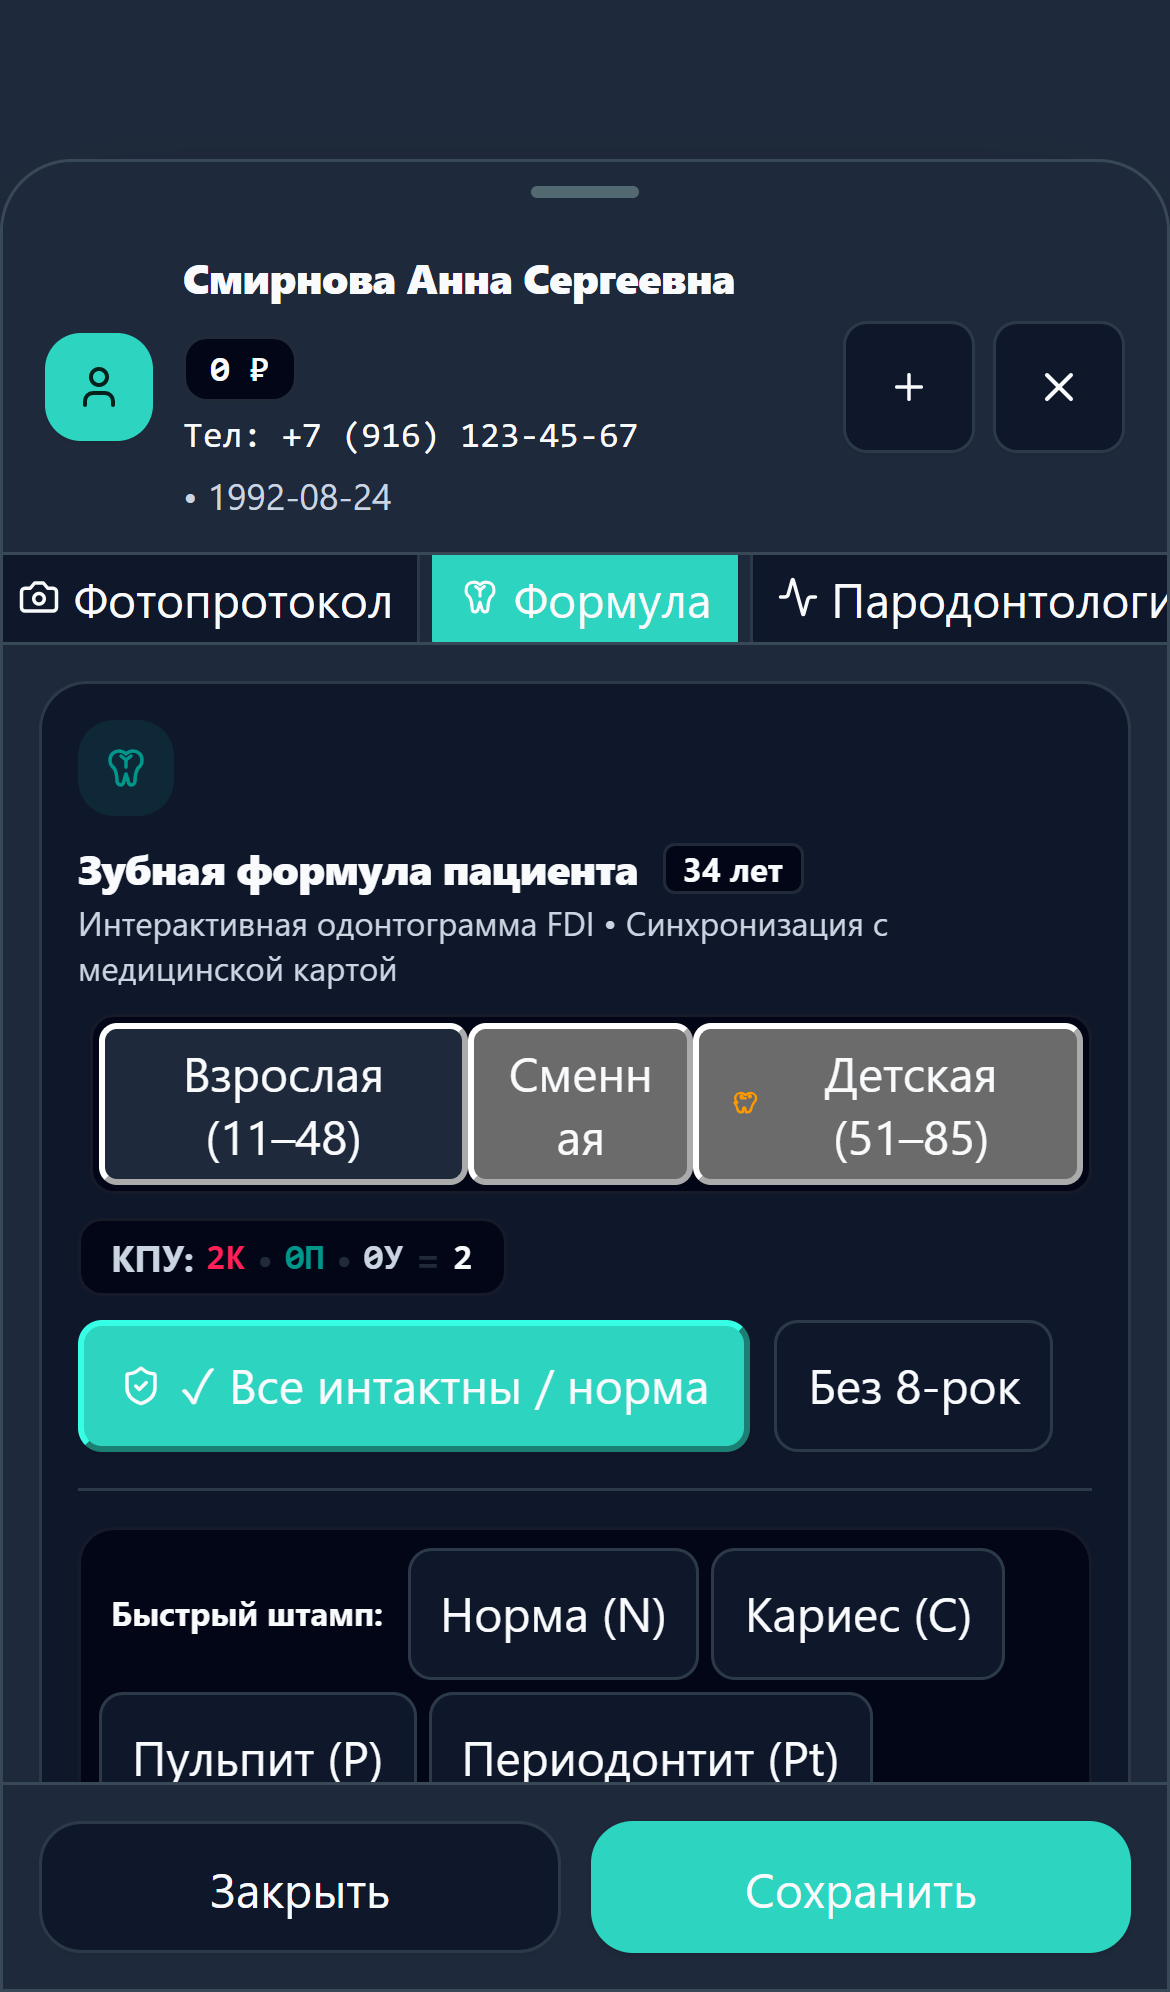 Смирнова Анна Сергеевна
0 ₽
Тел: +7 (916) 123-45-67
• 1992-08-24
Фотопротокол
Формула
Пародонтологи
Зубная формула пациента
34 лет
Интерактивная одонтограмма FDI • Синхронизация с
медицинской картой
Взрослая
(11–48)
Сменн
ая
Детская
(51–85)
КПУ: 2К • 0П • 0У = 2
✓ Все интактны / норма
Без 8-рок
Быстрый штамп:
Норма (N)
Кариес (C)
Пульпит (P)
Периодонтит (Pt)
Закрыть
Сохранить